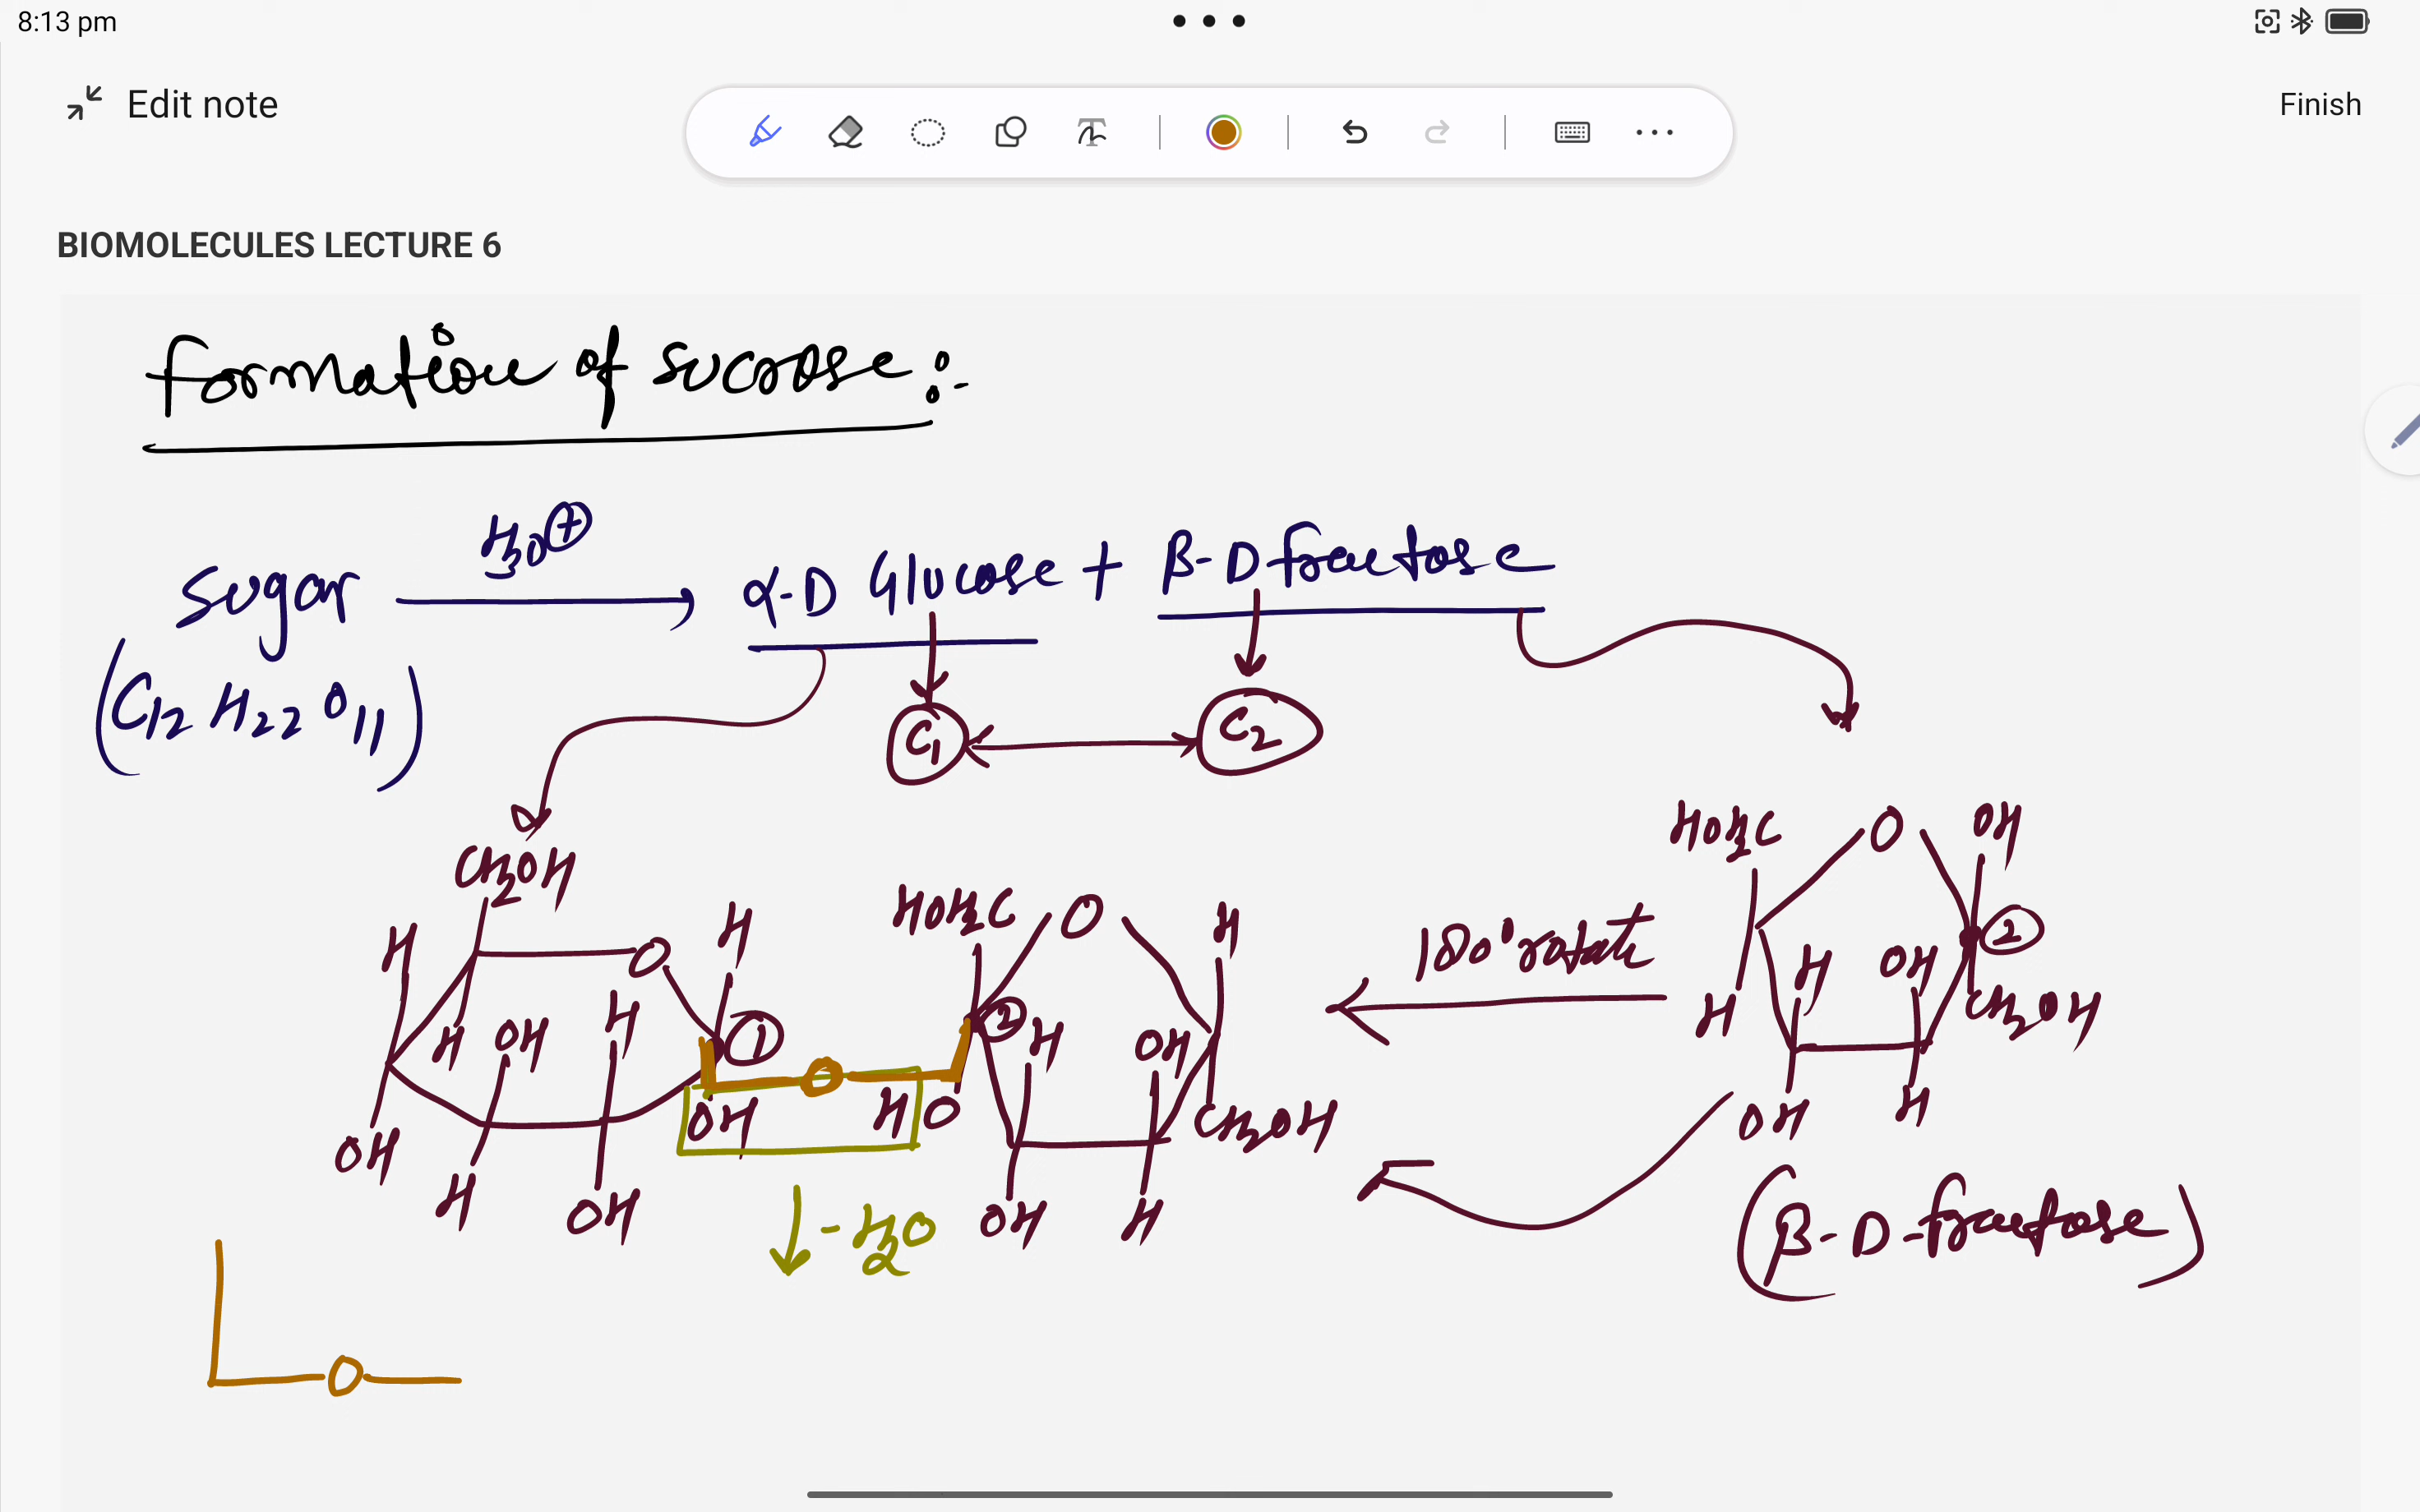 8:13 pm
Edit note
Finish
BIOMOLECULES LECTURE 6
formation of sucrose :-
sugar H3O⊕ → α-D Glucose + β-D fructose
(C12 H22 O11)
C1 C2
CH2OH H O H H OH H 1 OH OH H OH
HOH2C O H 2 H OH HO CH2OH OH H
180° rotate
HOH2C O OH 2 H OH H CH2OH OH H
- H2O
(β-D-fructose)
O